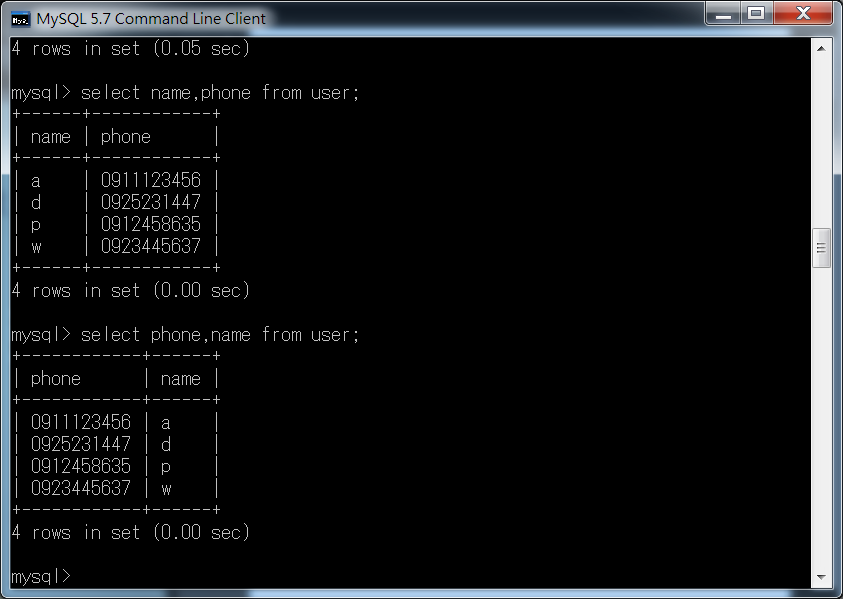 MySQL 5.7 Command Line Client
4 rows in set (0.05 sec)
mysql> select name,phone from user;
+------+------------+
| name | phone      |
+------+------------+
| a    | 0911123456 |
| d    | 0925231447 |
| p    | 0912458635 |
| w    | 0923445637 |
+------+------------+
4 rows in set (0.00 sec)
mysql> select phone,name from user;
+------------+------+
| phone      | name |
+------------+------+
| 0911123456 | a    |
| 0925231447 | d    |
| 0912458635 | p    |
| 0923445637 | w    |
+------------+------+
4 rows in set (0.00 sec)
mysql>